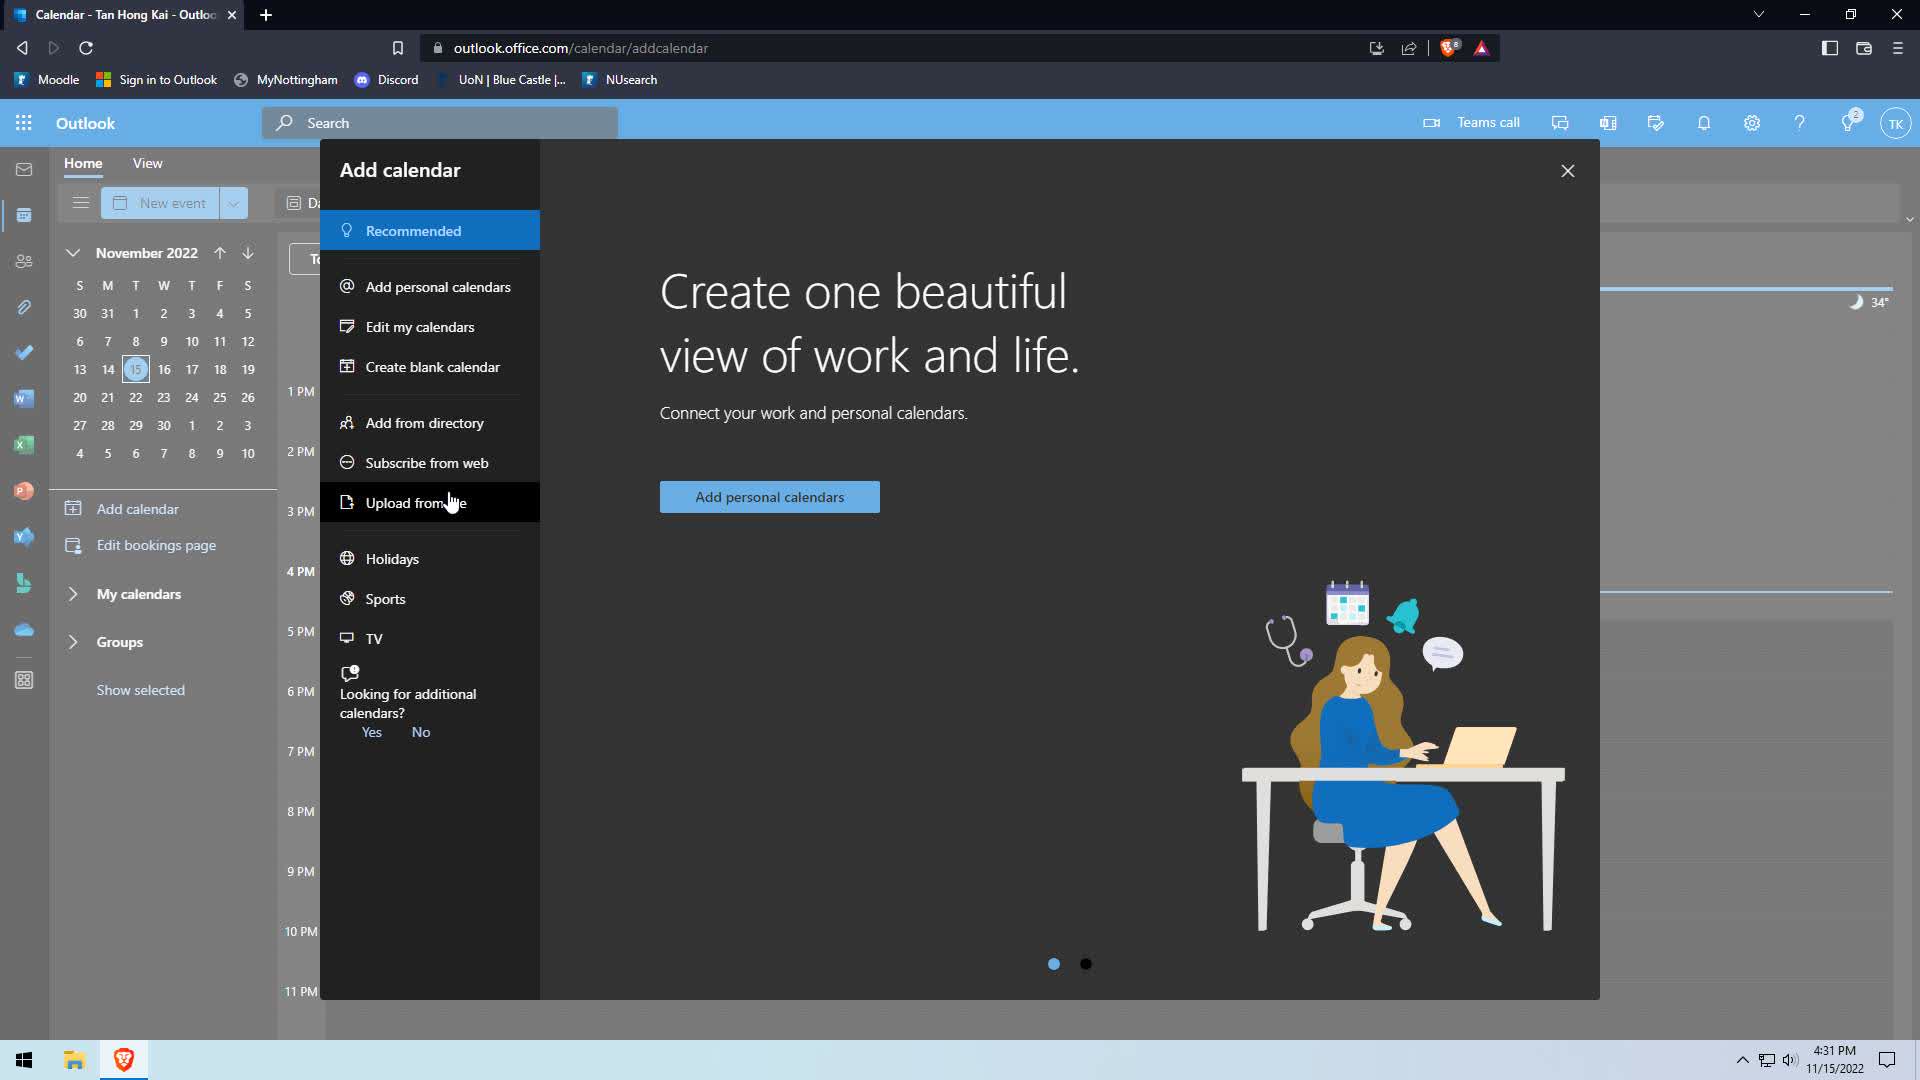 Calendar - Tan Hong Kai - Outloo
outlook.office.com/calendar/addcalendar
8
Moodle
Sign in to Outlook
MyNottingham
Discord
UoN | Blue Castle |...
NUsearch
Outlook
Search
Teams call
2
TK
Home
View
New event
November 2022
S M T W T F S
30 31 1 2 3 4 5
6 7 8 9 10 11 12
13 14 15 16 17 18 19
20 21 22 23 24 25 26
27 28 29 30 1 2 3
4 5 6 7 8 9 10
Add calendar
Edit bookings page
My calendars
Groups
Show selected
1 PM
2 PM
3 PM
4 PM
5 PM
6 PM
7 PM
8 PM
9 PM
10 PM
11 PM
Add calendar
Recommended
Add personal calendars
Edit my calendars
Create blank calendar
Add from directory
Subscribe from web
Upload from
Holidays
Sports
TV
Looking for additional
calendars?
Yes No
Create one beautiful
view of work and life.
Connect your work and personal calendars.
Add personal calendars
34°
4:31 PM
11/15/2022